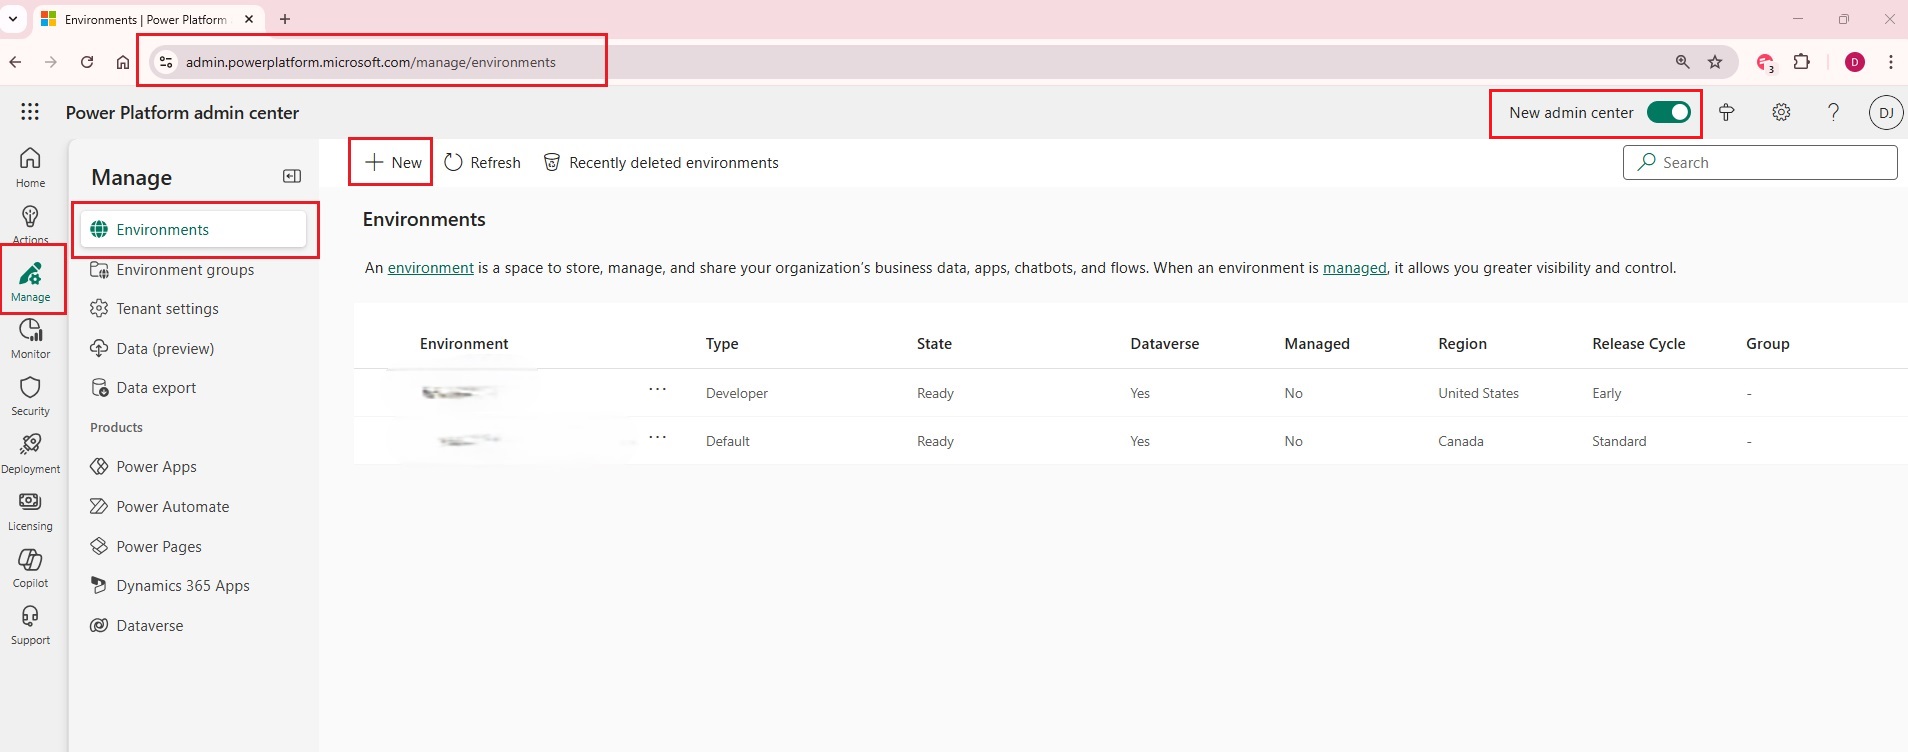 Environments | Power Platform
admin.powerplatform.microsoft.com/manage/environments
3
D
Power Platform admin center
New admin center
?
DJ
Home
Actions
Manage
Monitor
Security
Deployment
Licensing
Copilot
Support
Manage
Environments
Environment groups
Tenant settings
Data (preview)
Data export
Products
Power Apps
Power Automate
Power Pages
Dynamics 365 Apps
Dataverse
New Refresh Recently deleted environments
Search
Environments
An environment is a space to store, manage, and share your organization's business data, apps, chatbots, and flows. When an environment is managed, it allows you greater visibility and control.
Environment Type State Dataverse Managed Region Release Cycle Group
... Developer Ready Yes No United States Early -
... Default Ready Yes No Canada Standard -